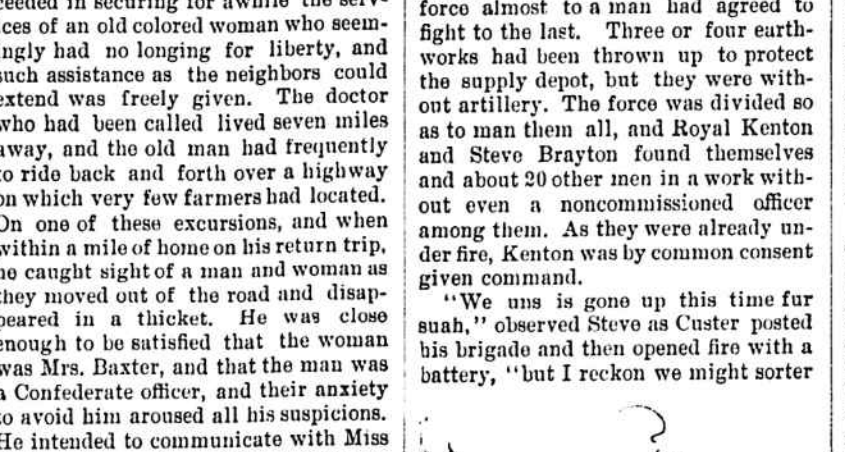 ceeded in securing for awhile the serv-
ices of an old colored woman who seem-
ingly had no longing for liberty, and
such assistance as the neighbors could
extend was freely given. The doctor
who had been called lived seven miles
away, and the old man had frequently
to ride back and forth over a highway
on which very few farmers had located.
On one of these excursions, and when
within a mile of home on his return trip,
he caught sight of a man and woman as
they moved out of the road and disap-
peared in a thicket. He was close
enough to be satisfied that the woman
was Mrs. Baxter, and that the man was
a Confederate officer, and their anxiety
to avoid him aroused all his suspicions.
He intended to communicate with Miss
force almost to a man had agreed to
fight to the last. Three or four earth-
works had been thrown up to protect
the supply depot, but they were with-
out artillery. The force was divided so
as to man them all, and Royal Kenton
and Steve Brayton found themselves
and about 20 other men in a work with-
out even a noncommissioned officer
among them. As they were already un-
der fire, Kenton was by common consent
given command.
"We uns is gone up this time fur
suah," observed Steve as Custer posted
his brigade and then opened fire with a
battery, "but I reckon we might sorter